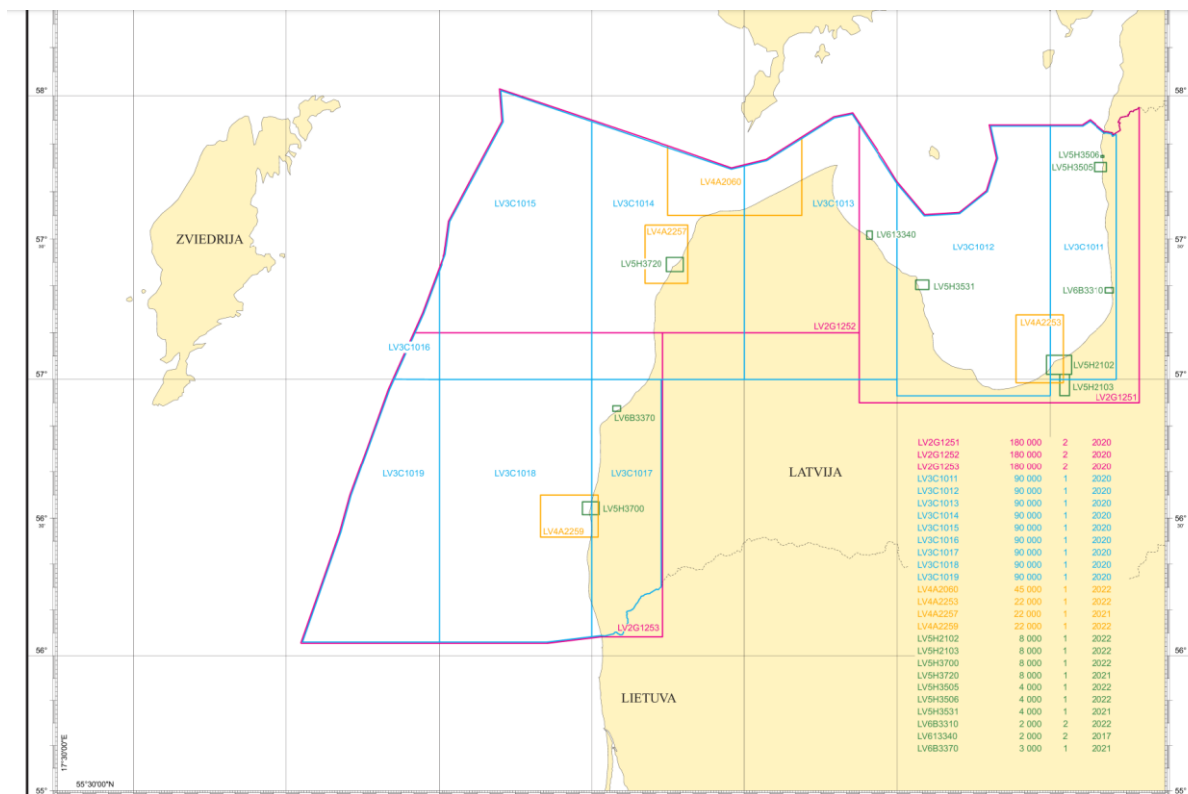 58°
58°
LV5H3506
LV5H3505
LV4A2060
LV3C1015
LV3C1014
LV3C1013
ZVIEDRIJA
57°
30'
LV4A2257
LV613340
LV3C1012
LV3C1011
57°
30'
LV5H3720
LV5H3531
LV6B3310
LV2G1252
LV4A2253
LV3C1016
LV5H2102
57°
57°
LV5H2103
LV2G1251
LV6B3370
LV3C1019
LV3C1018
LV3C1017
LATVIJA
LV5H3700
56°
30'
56°
30'
LV4A2259
LV2G1253
56°
56°
LIETUVA
LV2G1251 180 000 2 2020
LV2G1252 180 000 2 2020
LV2G1253 180 000 2 2020
LV3C1011 90 000 1 2020
LV3C1012 90 000 1 2020
LV3C1013 90 000 1 2020
LV3C1014 90 000 1 2020
LV3C1015 90 000 1 2020
LV3C1016 90 000 1 2020
LV3C1017 90 000 1 2020
LV3C1018 90 000 1 2020
LV3C1019 90 000 1 2020
LV4A2060 45 000 1 2022
LV4A2253 22 000 1 2022
LV4A2257 22 000 1 2021
LV4A2259 22 000 1 2022
LV5H2102 8 000 1 2022
LV5H2103 8 000 1 2022
LV5H3700 8 000 1 2022
LV5H3720 8 000 1 2021
LV5H3505 4 000 1 2022
LV5H3506 4 000 1 2022
LV5H3531 4 000 1 2021
LV6B3310 2 000 2 2022
LV613340 2 000 2 2017
LV6B3370 3 000 1 2021
17°30'00"E
55°30'00"N
55°
55°